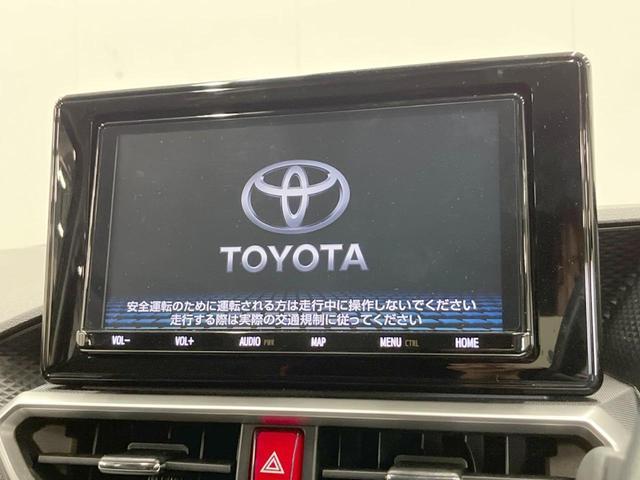 TOYOTA
安全運転のために運転される方は走行中に操作しないでください
走行する際は実際の交通規制に従ってください
VOL− VOL+ AUDIO PWR MAP MENU CTRL HOME